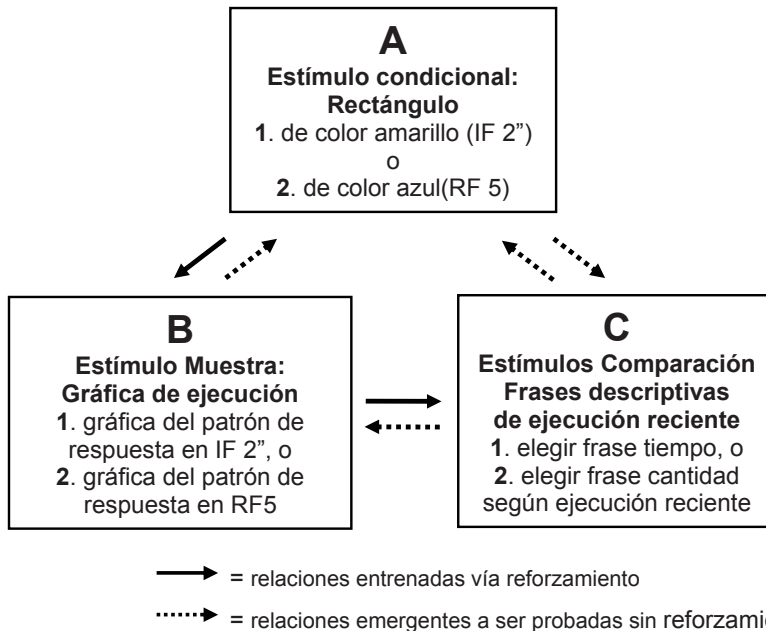 A
Estímulo condicional:
Rectángulo
1. de color amarillo (IF 2”)
o
2. de color azul(RF 5)
B
Estímulo Muestra:
Gráfica de ejecución
1. gráfica del patrón de
respuesta en IF 2”, o
2. gráfica del patrón de
respuesta en RF5
C
Estímulos Comparación
Frases descriptivas
de ejecución reciente
1. elegir frase tiempo, o
2. elegir frase cantidad
según ejecución reciente
= relaciones entrenadas vía reforzamiento
= relaciones emergentes a ser probadas sin